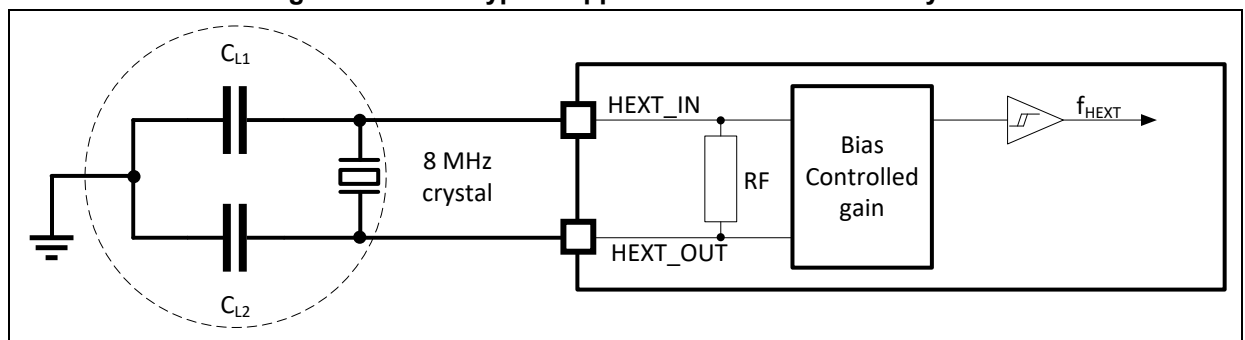 C_L1
HEXT_IN
f_HEXT
8 MHz
crystal
RF
Bias
Controlled
gain
HEXT_OUT
C_L2